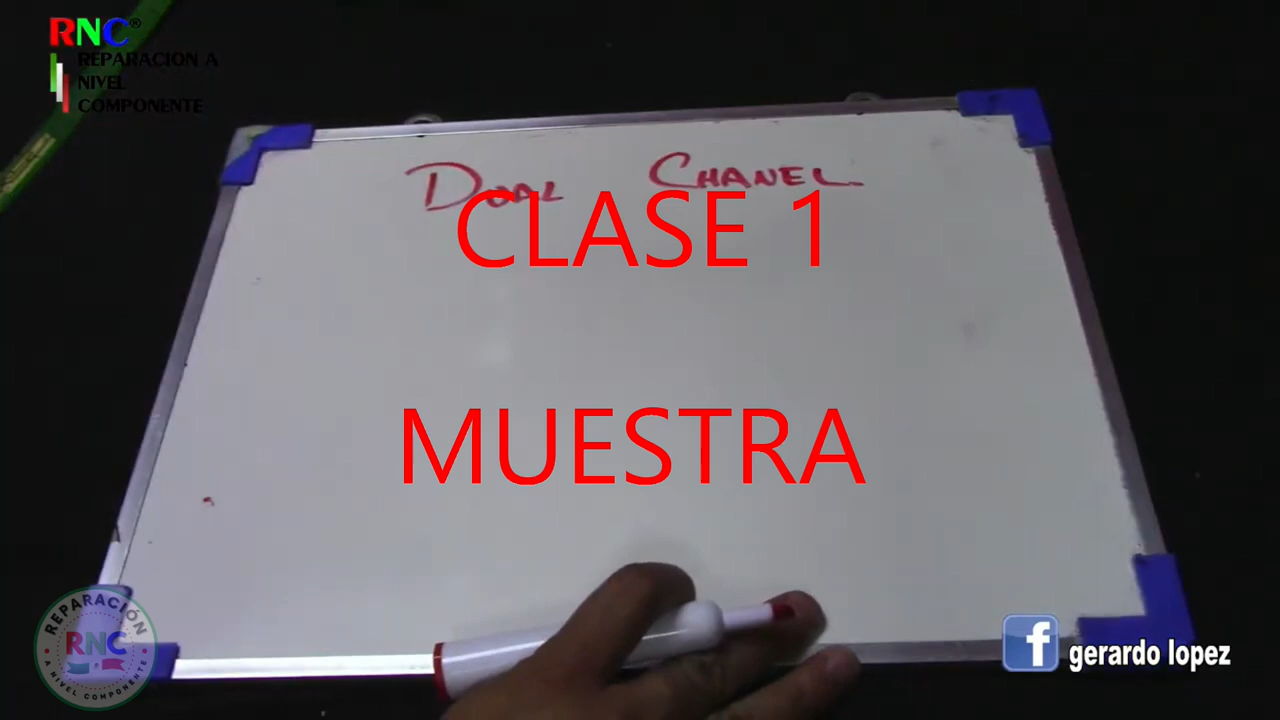 RNC®
REPARACION A
NIVEL
COMPONENTE
DUAL CHANEL
CLASE 1
MUESTRA
REPARACIÓN
RNC
A NIVEL COMPONENTE
f gerardo lopez